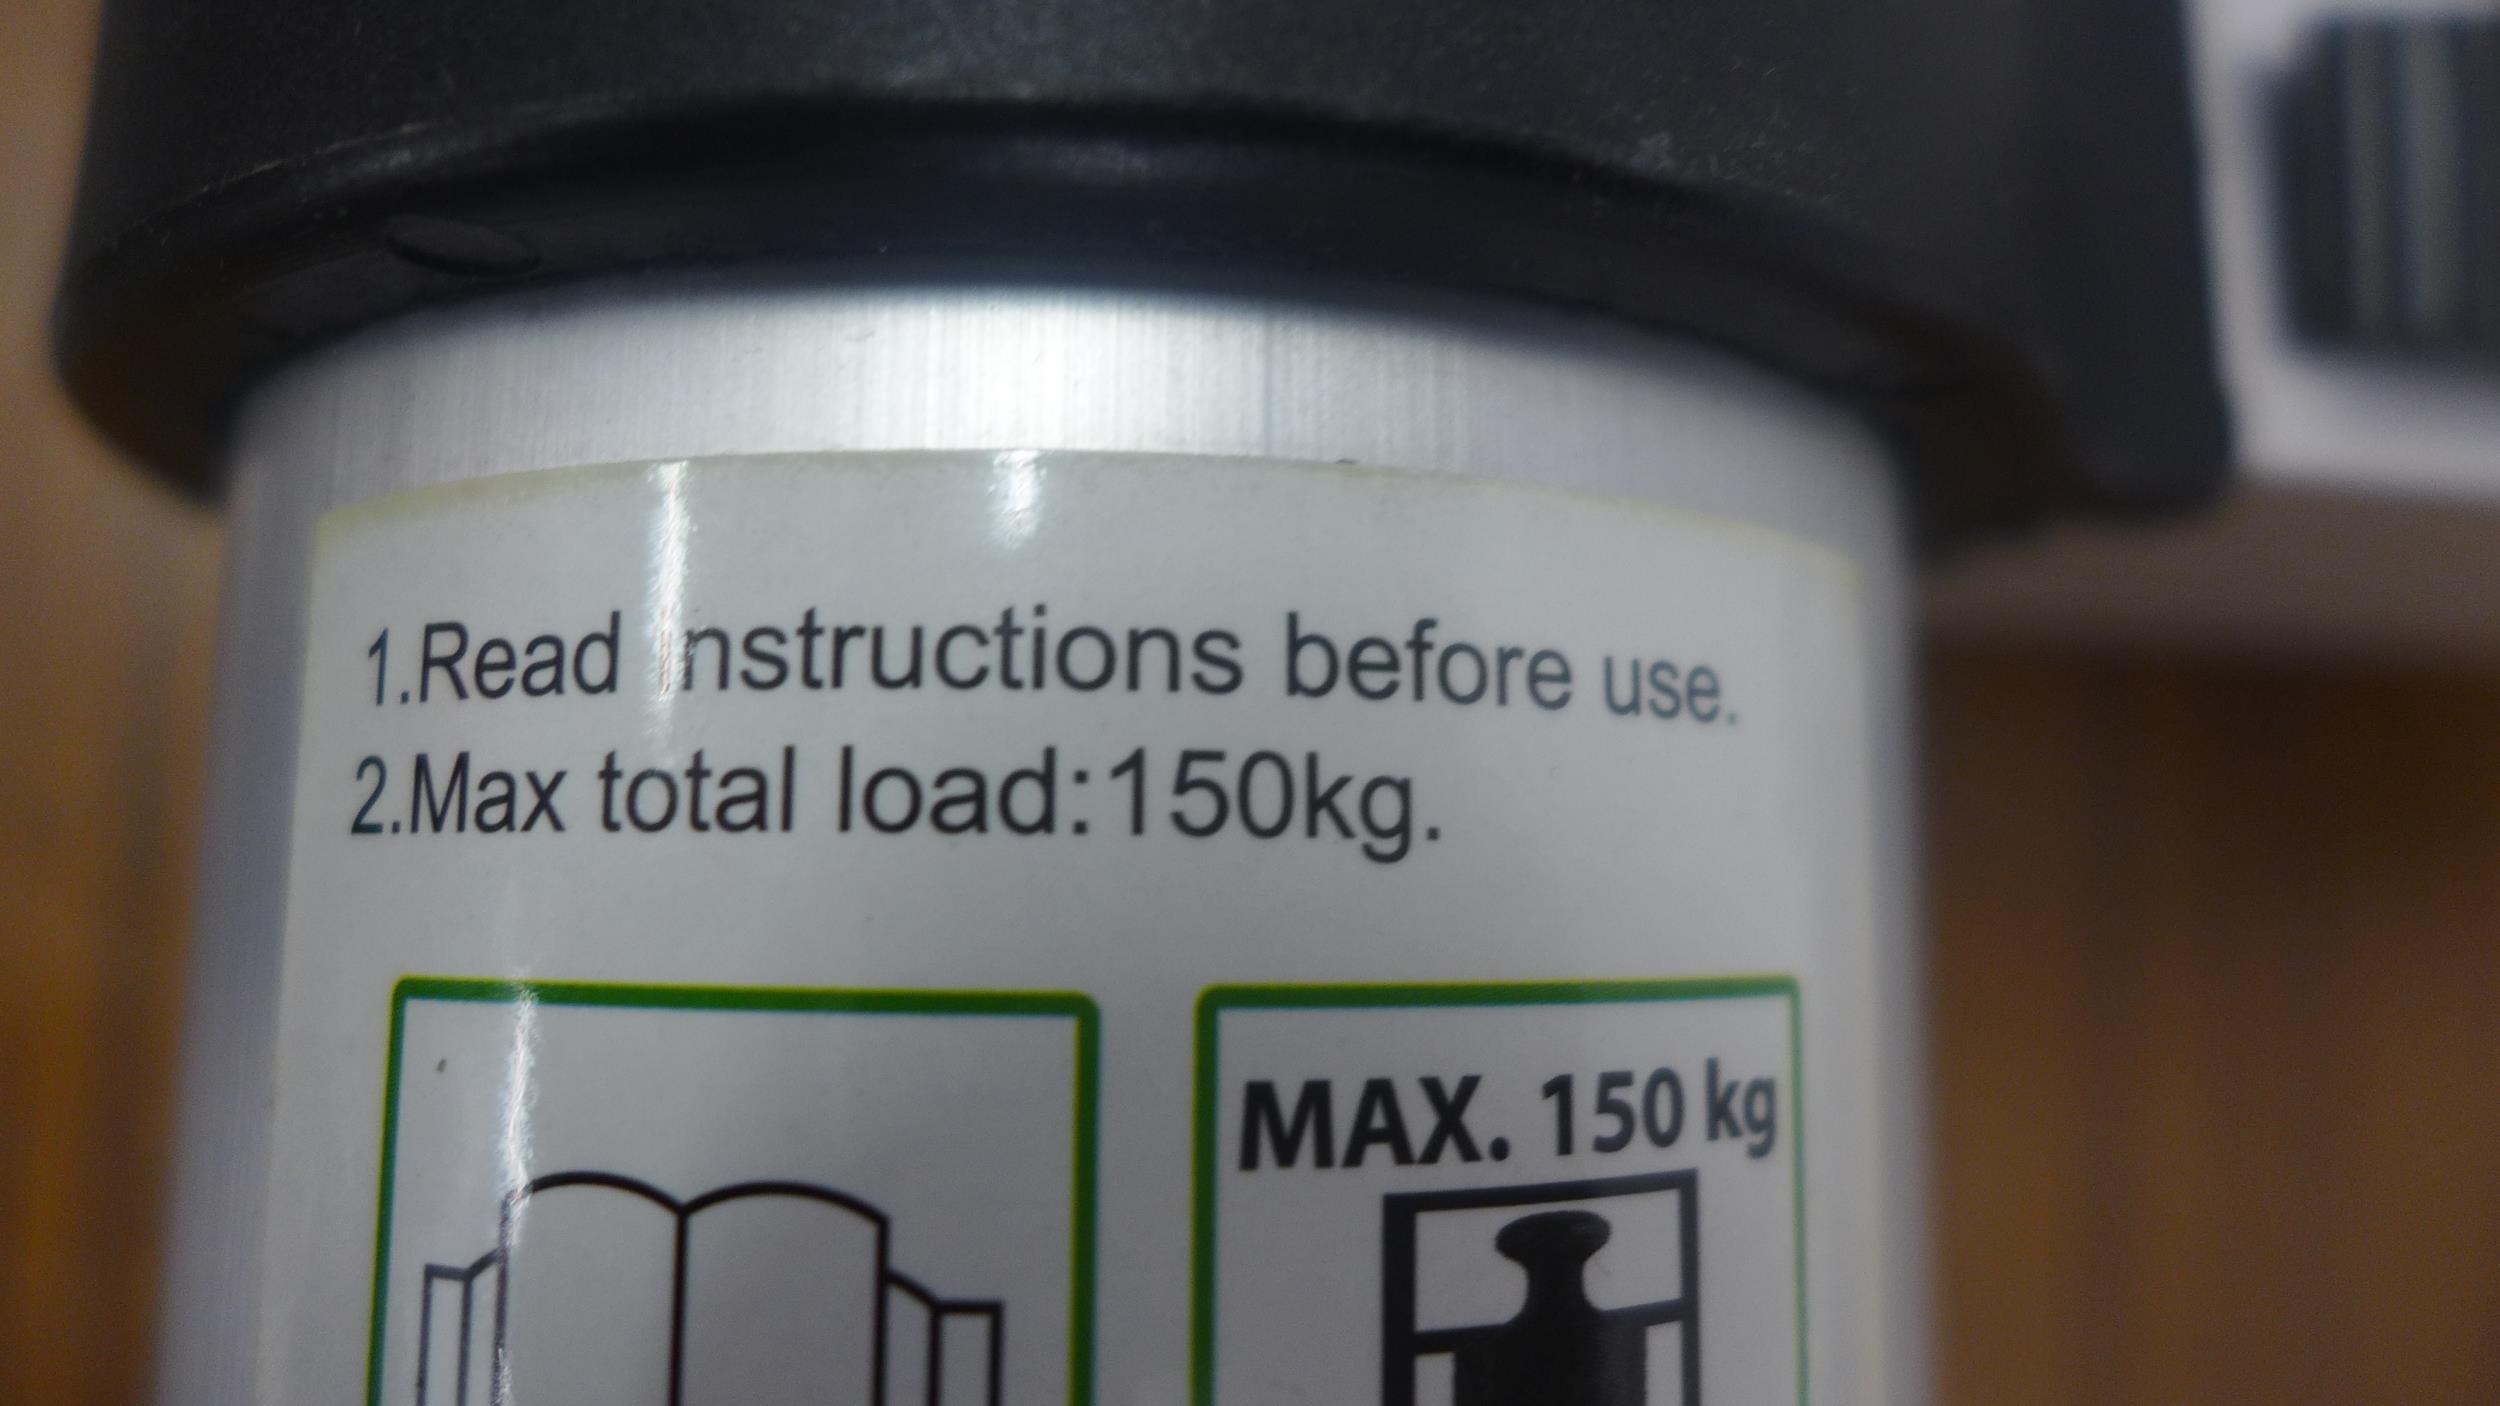 1.Read instructions before use.
2.Max total load:150kg.
MAX. 150 kg